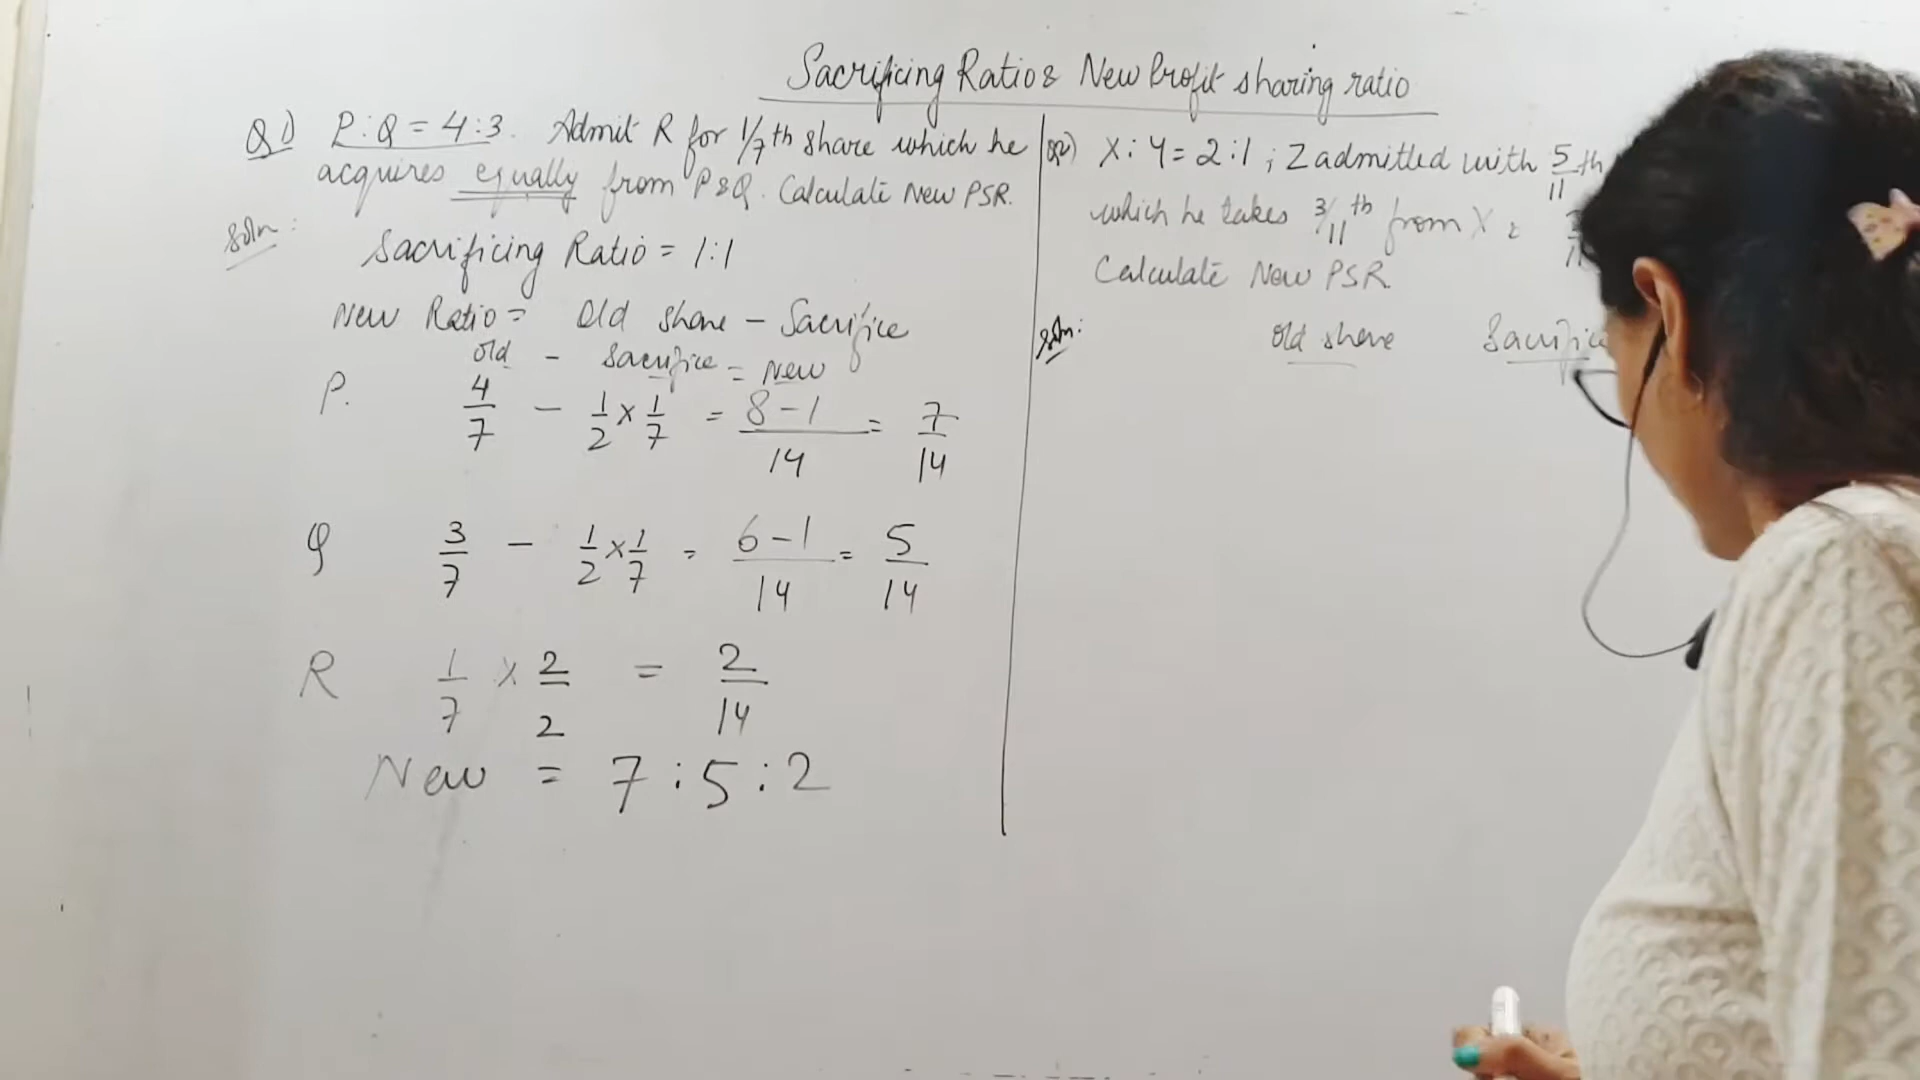 Sacrificing Ratio & New Profit sharing ratio
Q1) P:Q = 4:3. Admit R for 1/7th share which he
acquires equally from P & Q. Calculate New PSR.
Soln:
Sacrificing Ratio = 1:1
New Ratio = Old share - Sacrifice
old - sacrifice = New
P. 4/7 - 1/2 x 1/7 = 8-1/14 = 7/14
Q 3/7 - 1/2 x 1/7 = 6-1/14 = 5/14
R 1/7 x 2/2 = 2/14
New = 7:5:2
Q2) X:Y = 2:1; Z admitted with 5/11 th
which he takes 3/11th from X &
Calculate New PSR.
Soln:
Old share